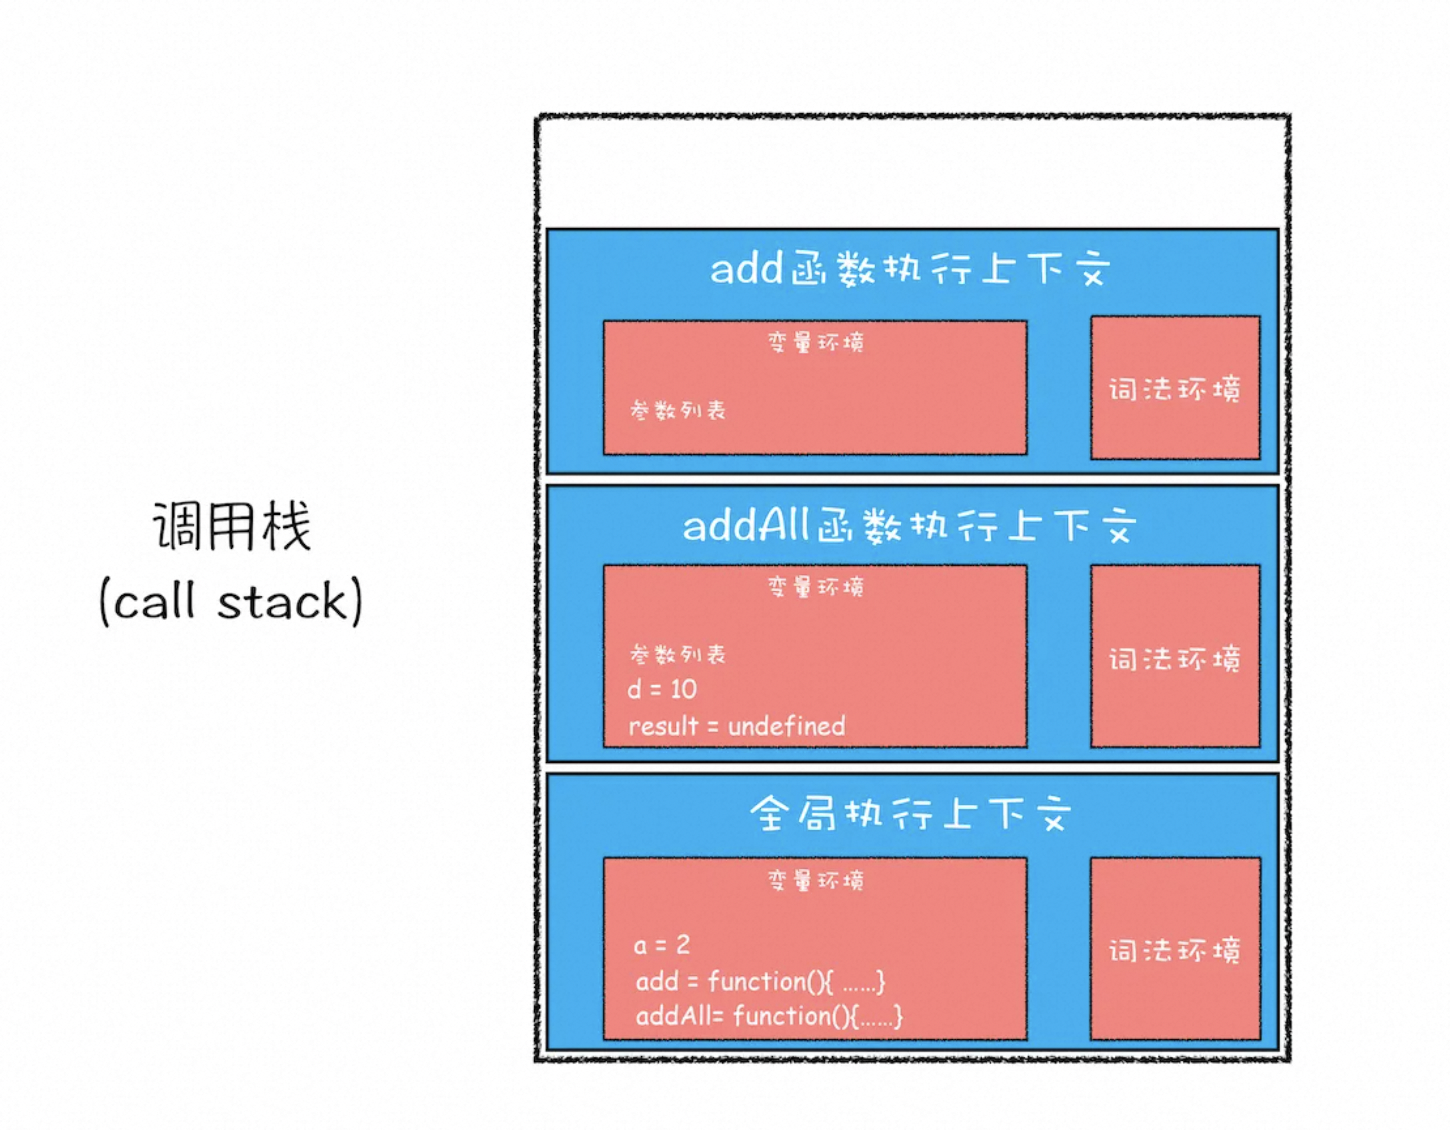 add函数执行上下文
变量环境
参数列表
词法环境
调用栈
(call stack)
addAll函数执行上下文
变量环境
参数列表
d = 10
result = undefined
词法环境
全局执行上下文
变量环境
a = 2
add = function(){ ......}
addAll= function(){......}
词法环境